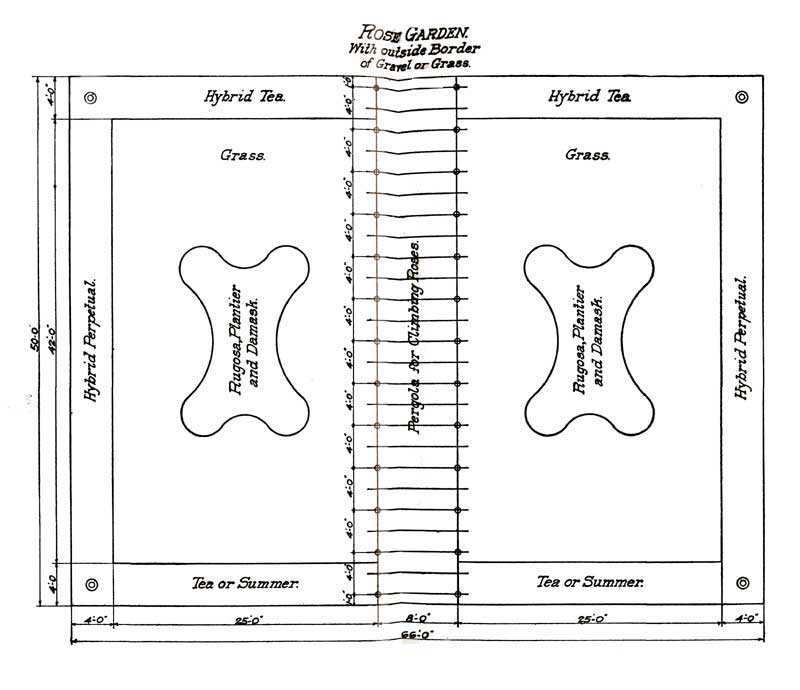 ROSE GARDEN.
With outside Border
of Gravel or Grass.
Hybrid Tea.
Hybrid Tea
Grass.
Grass.
Hybrid Perpetual.
Rugosa, Plantier
and Damask.
Pergola for Climbing Roses.
Rugosa, Plantier
and Damask.
Hybrid Perpetual.
Tea or Summer.
Tea or Summer.
4'-0"
50'-0"
42'-0"
4'-0
1'-0"
4'-0"
4'-0"
4'-0"
4'-0"
4'-0"
4'-0"
4'-0"
4'-0"
4'-0"
4'-0"
4'-0"
4'-0"
1'-0"
4'-0"
25'-0"
8'-0"
25'-0"
4'-0"
66'-0"